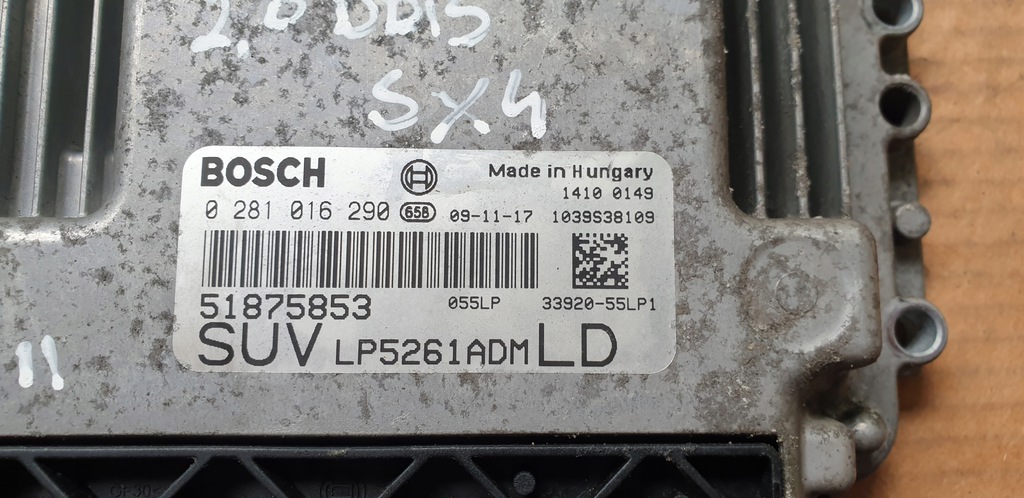 2,0 DDIS
SX4
BOSCH
Made in Hungary
1410 0149
0 281 016 290 658 09-11-17 1039S38109
51875853 055LP 33920-55LP1
SUV LP5261ADM LD
11